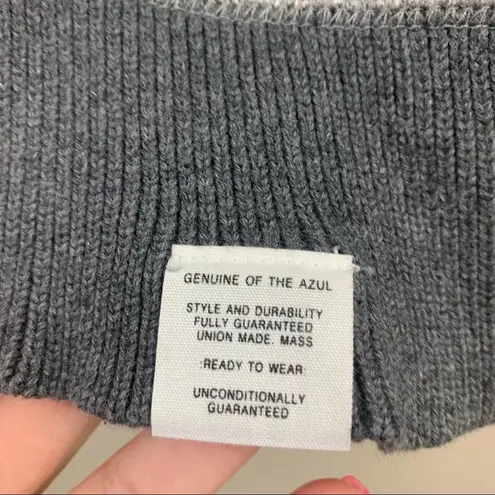 GENUINE OF THE AZUL
STYLE AND DURABILITY
FULLY GUARANTEED
UNION MADE. MASS
:READY TO WEAR:
UNCONDITIONALLY
GUARANTEED